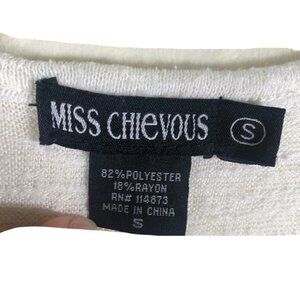 MISS CHIEVOUS S
82%POLYESTER
18%RAYON
RN# 114873
MADE IN CHINA
S